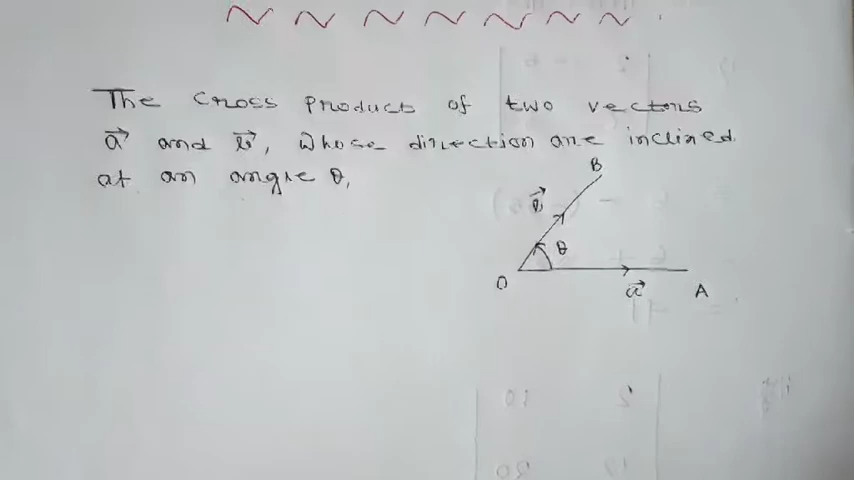 The cross product of two vectors
a⃗ and b⃗, whose direction are inclined
at an angle θ,
B
b⃗
θ
O
a⃗
A